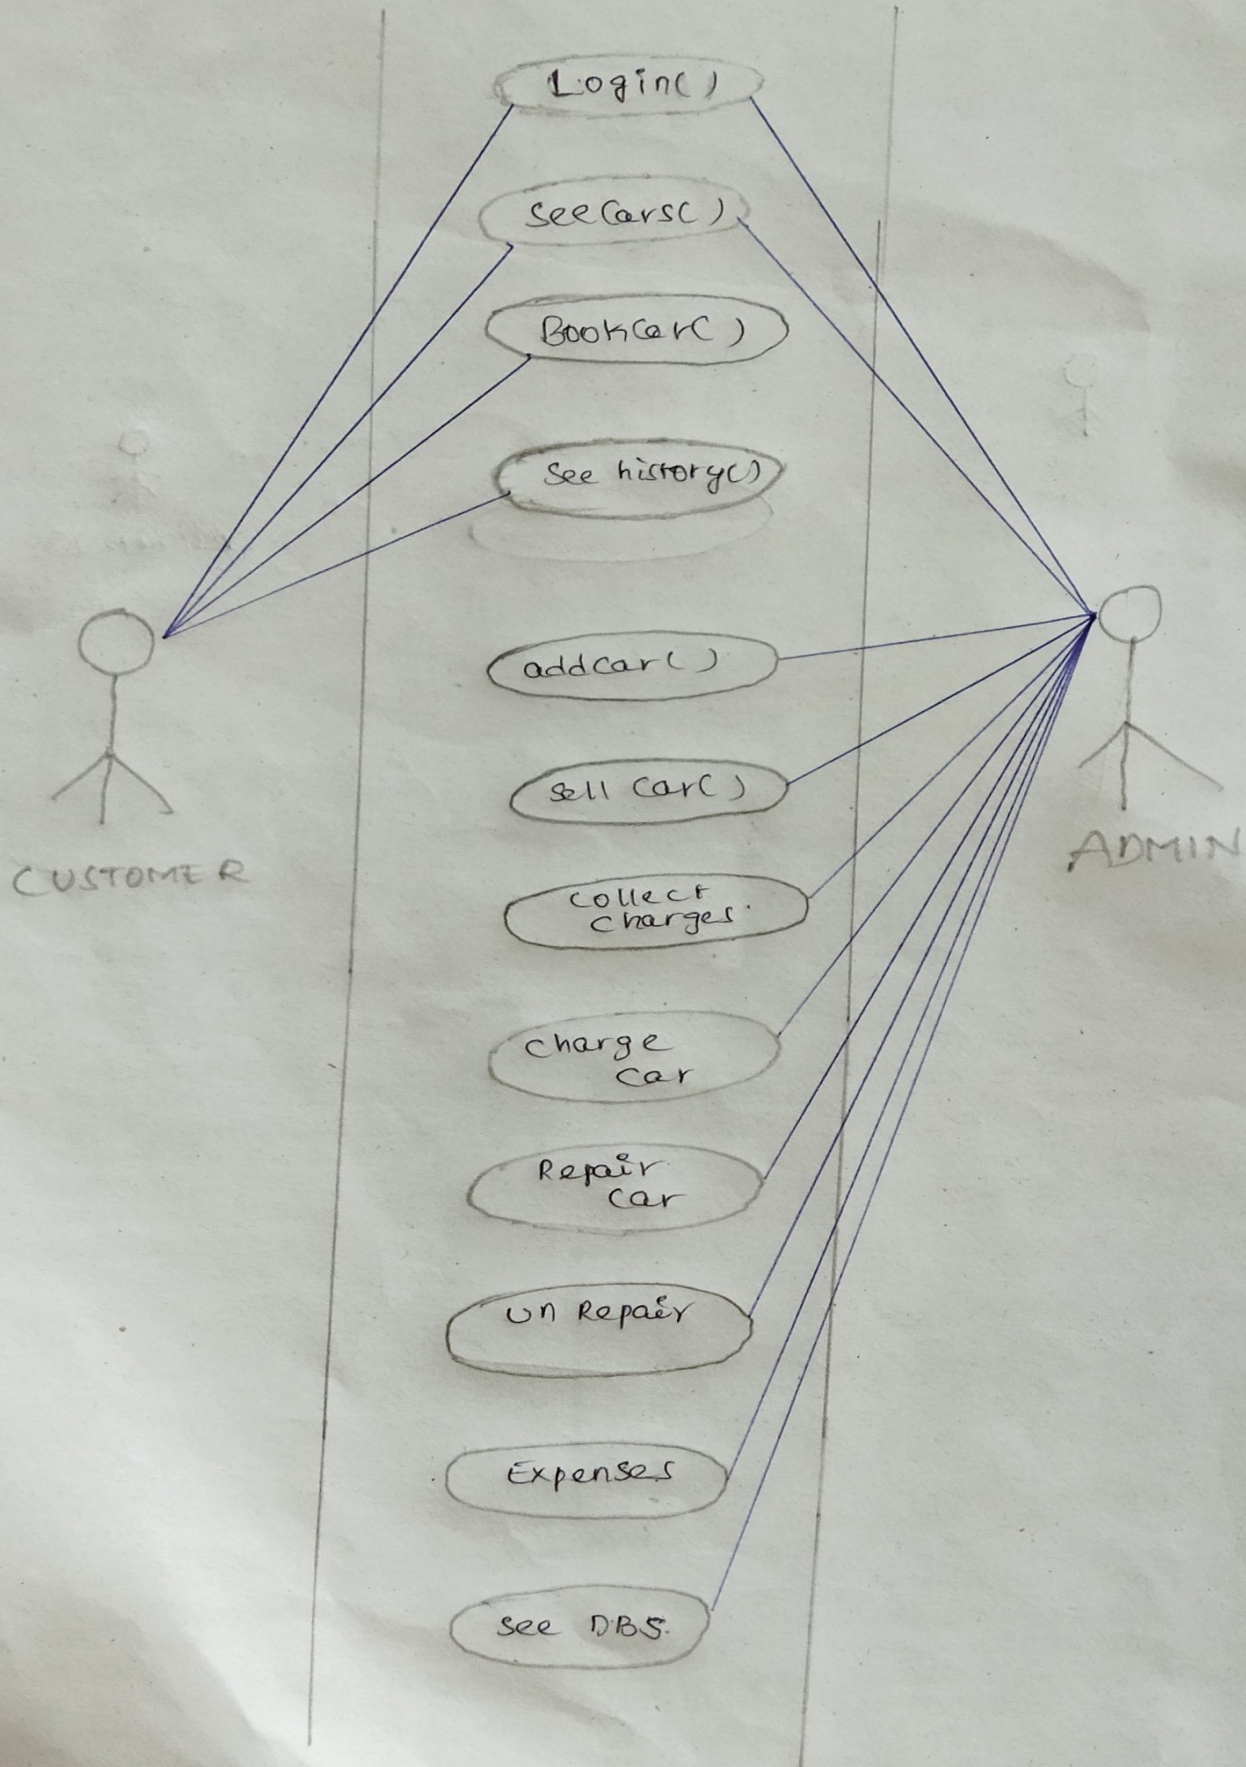 Login()
SeeCars()
BookCar()
See history()
addcar()
Sell Car()
CUSTOMER
ADMIN
collect
charges.
charge
car
Repair
car
un Repair
Expenses
see DBS.